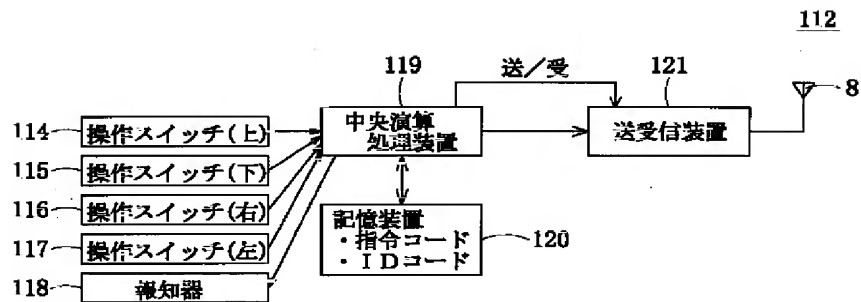 112
119
送/受
121
8
114
操作スイッチ(上)
中央演算
処理装置
送受信装置
115
操作スイッチ(下)
116
操作スイッチ(右)
117
操作スイッチ(左)
記憶装置
・指令コード
・IDコード
120
118
報知器